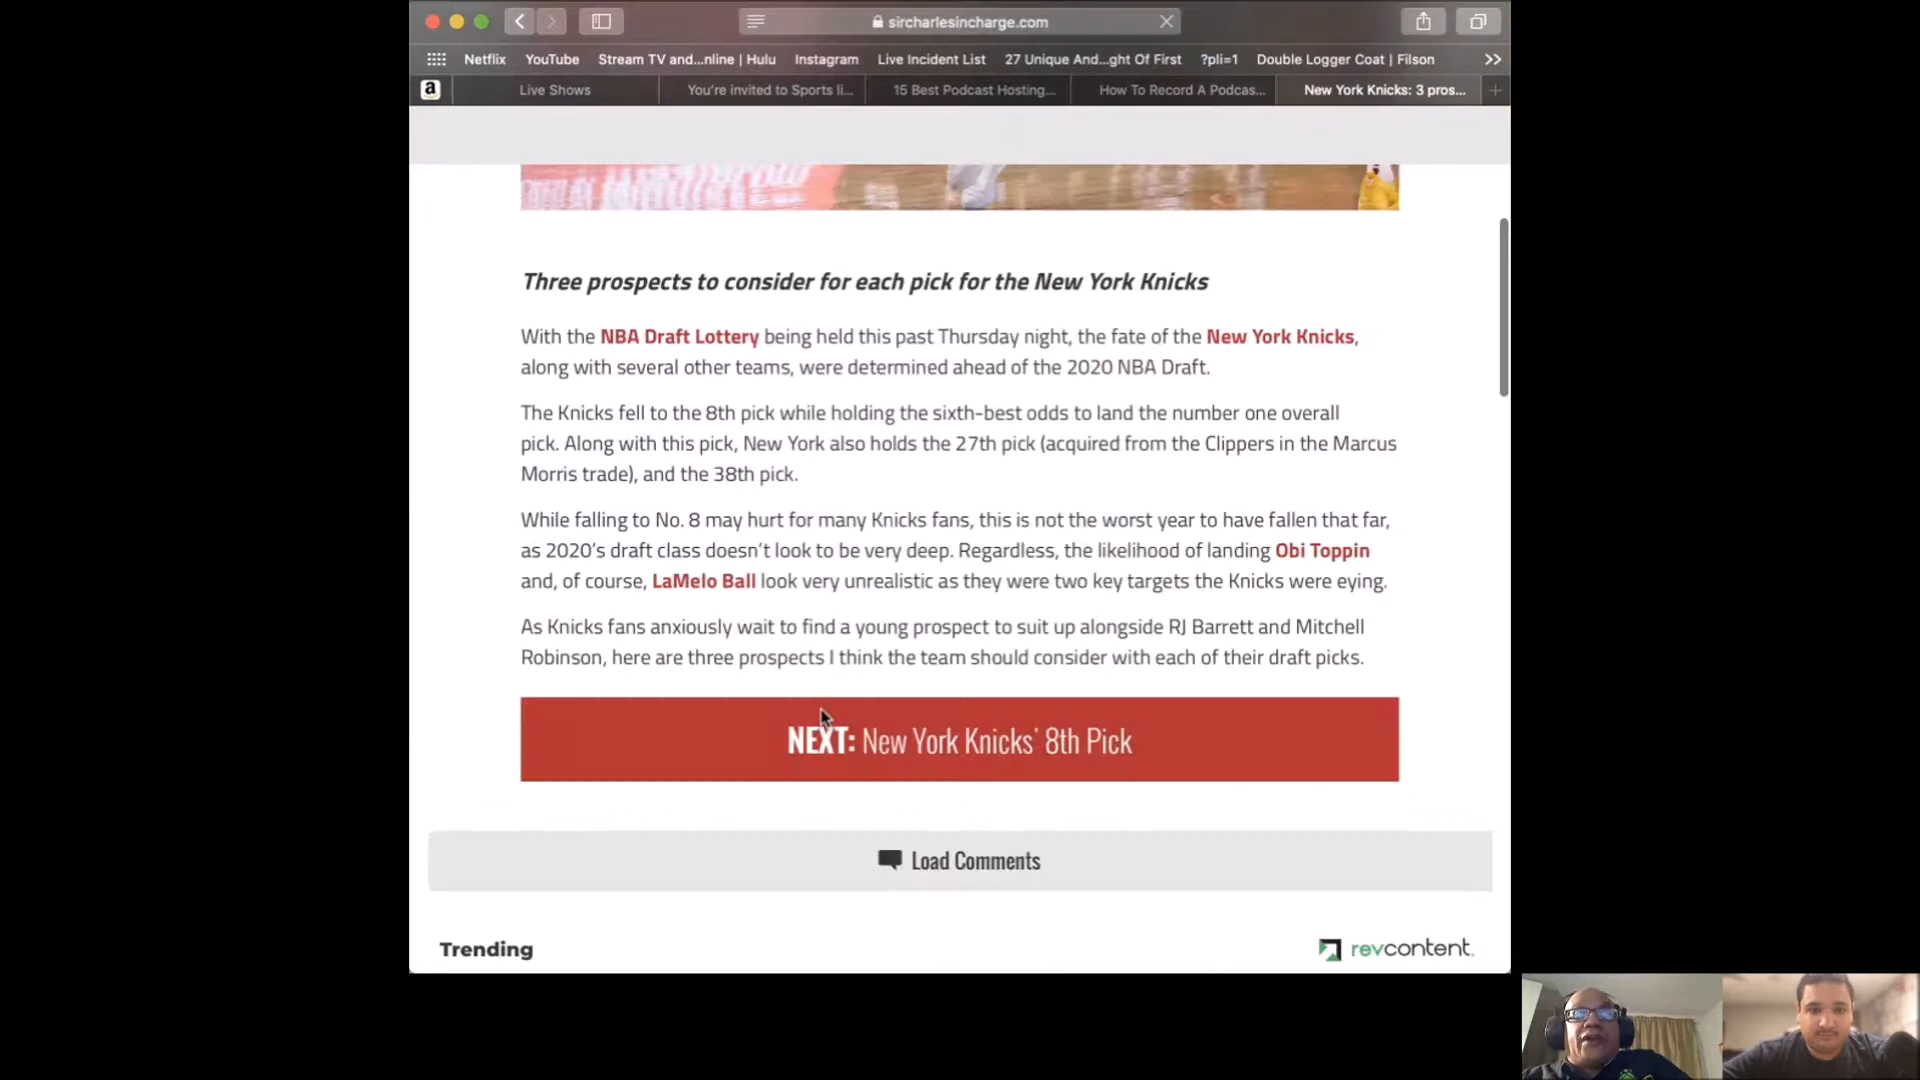 sircharlesincharge.com
Netflix YouTube Stream TV and...nline | Hulu Instagram Live Incident List 27 Unique And...ght Of First ?pli=1 Double Logger Coat | Filson >>
a Live Shows You're invited to Sports li... 15 Best Podcast Hosting... How To Record A Podcas... New York Knicks: 3 pros... +
Three prospects to consider for each pick for the New York Knicks
With the NBA Draft Lottery being held this past Thursday night, the fate of the New York Knicks,
along with several other teams, were determined ahead of the 2020 NBA Draft.
The Knicks fell to the 8th pick while holding the sixth-best odds to land the number one overall
pick. Along with this pick, New York also holds the 27th pick (acquired from the Clippers in the Marcus
Morris trade), and the 38th pick.
While falling to No. 8 may hurt for many Knicks fans, this is not the worst year to have fallen that far,
as 2020's draft class doesn't look to be very deep. Regardless, the likelihood of landing Obi Toppin
and, of course, LaMelo Ball look very unrealistic as they were two key targets the Knicks were eying.
As Knicks fans anxiously wait to find a young prospect to suit up alongside RJ Barrett and Mitchell
Robinson, here are three prospects I think the team should consider with each of their draft picks.
NEXT: New York Knicks' 8th Pick
Load Comments
Trending revcontent.